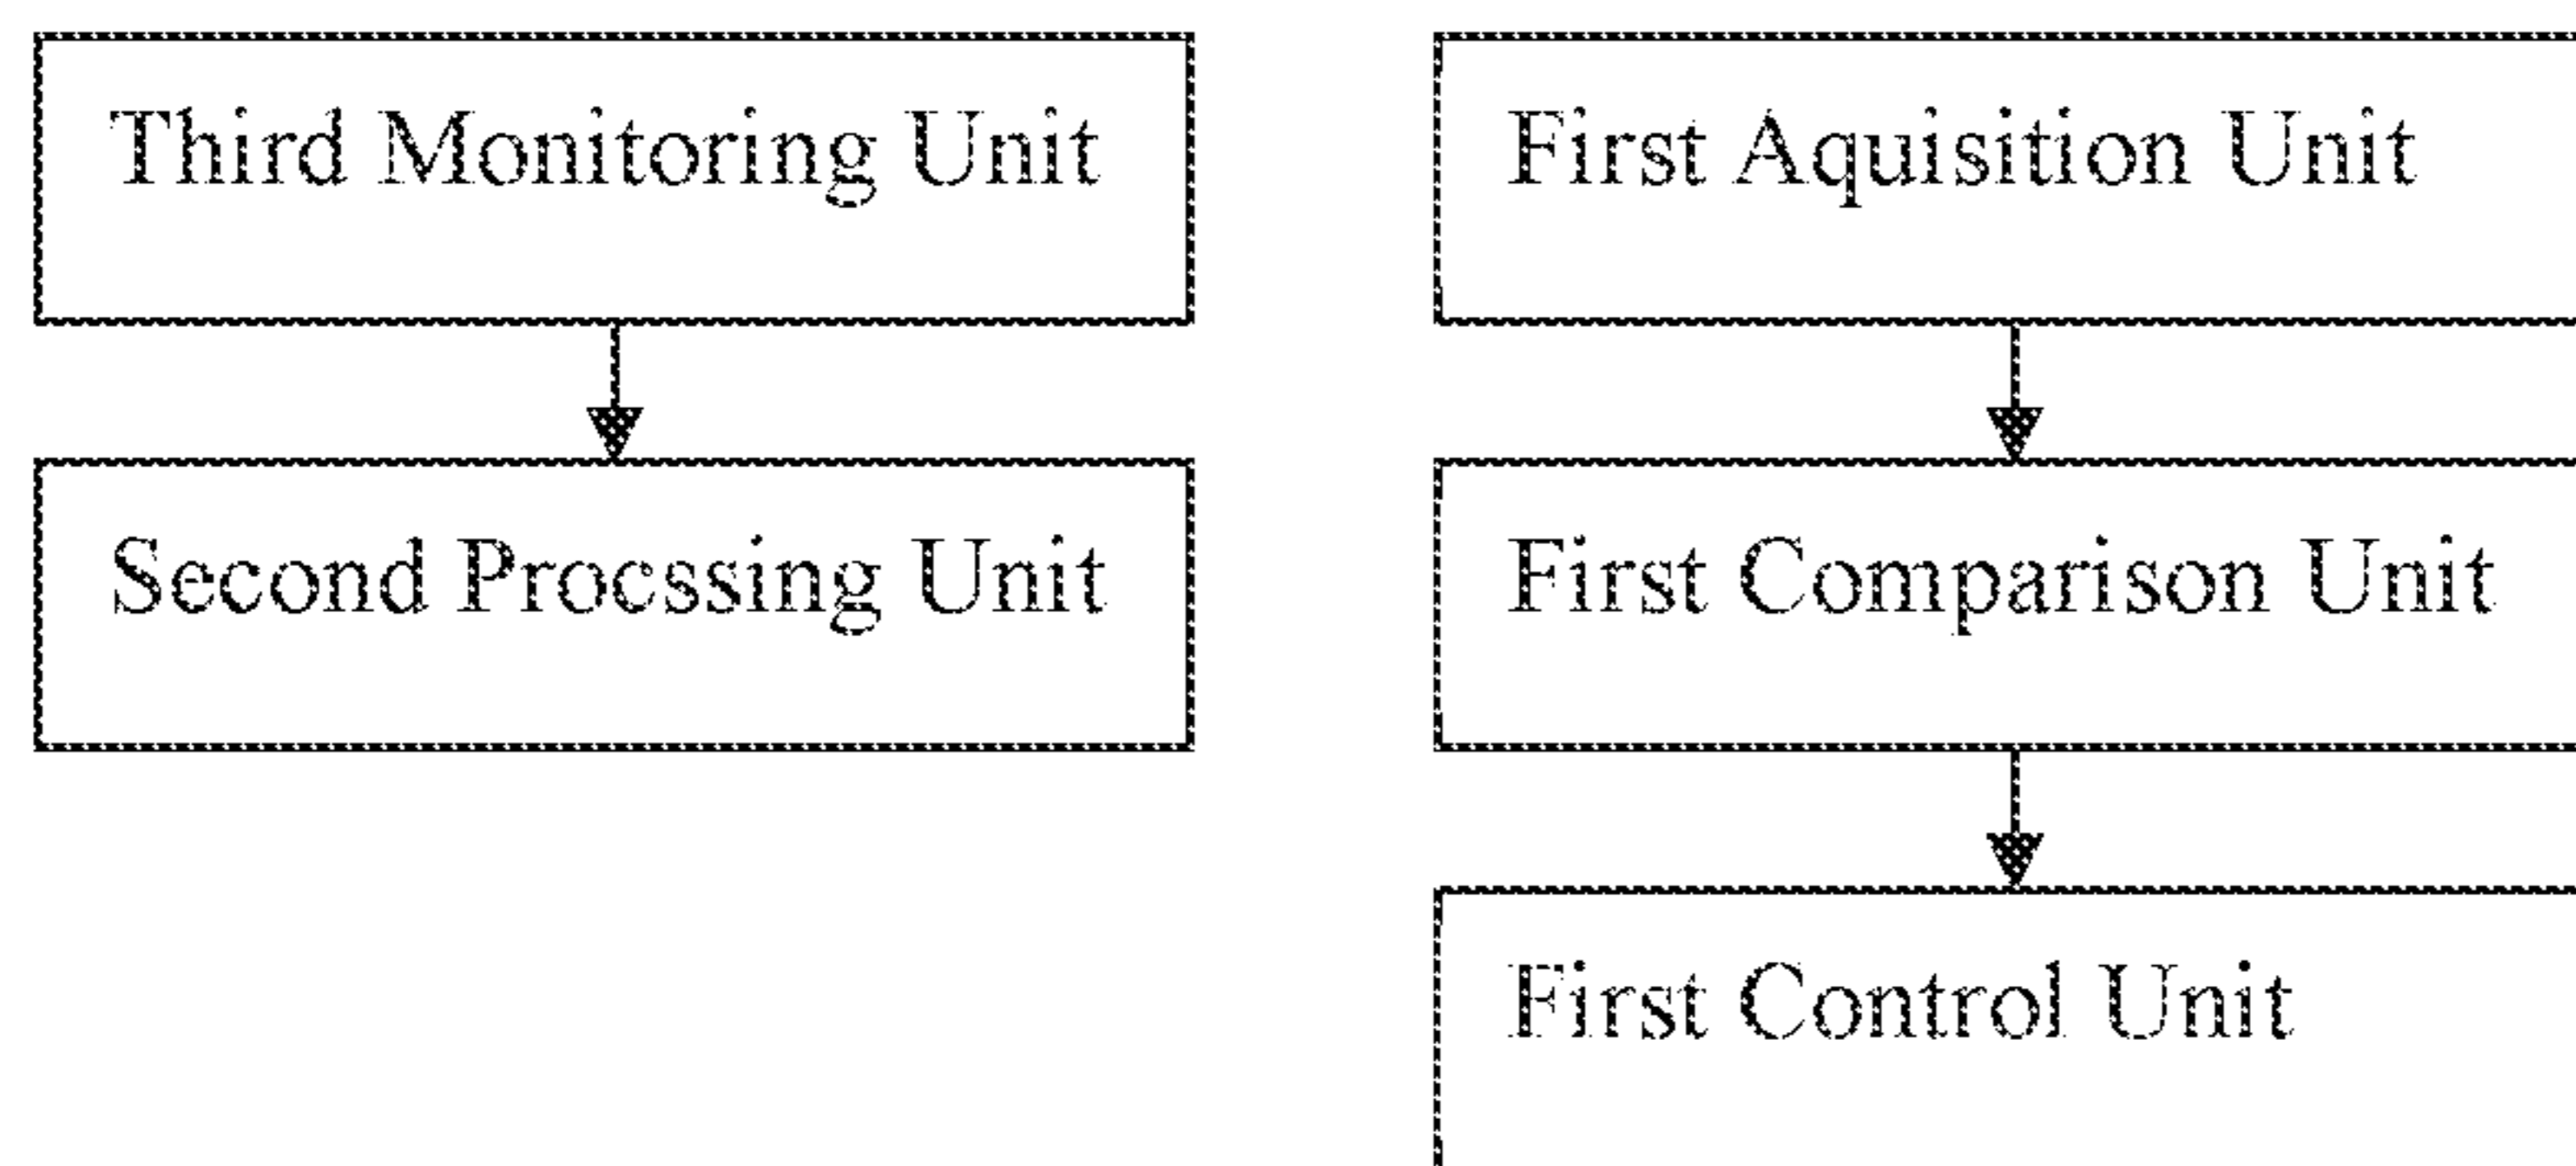 Third Monitoring Unit
Second Procssing Unit
First Aquisition Unit
First Comparison Unit
First Control Unit